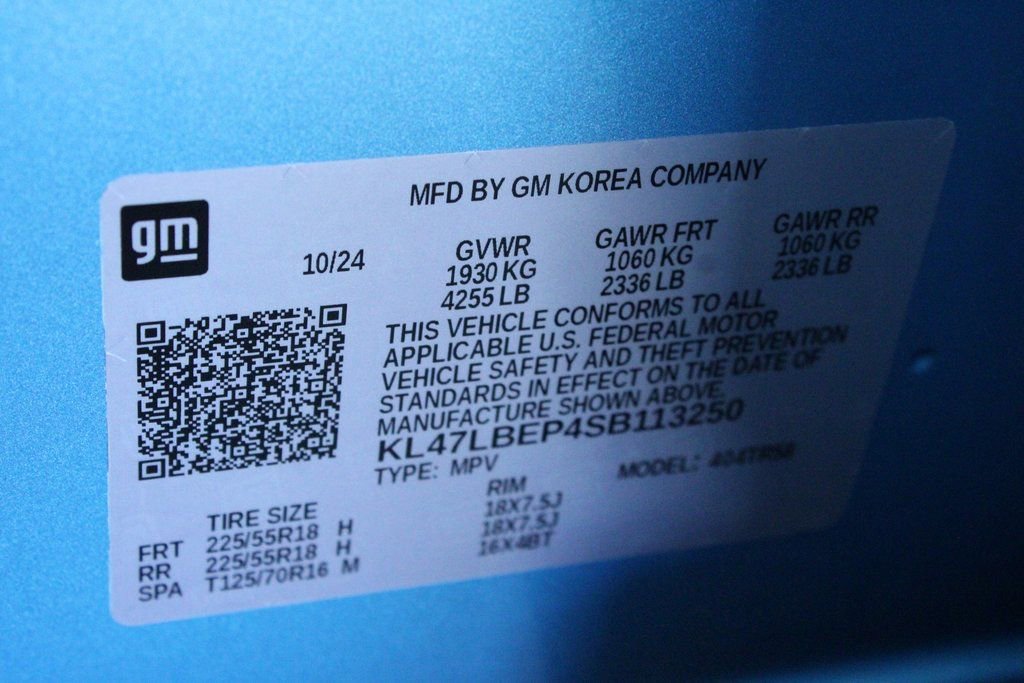 MFD BY GM KOREA COMPANY
gm
10/24
GVWR
1930 KG
4255 LB
GAWR FRT
1060 KG
2336 LB
GAWR RR
1060 KG
2336 LB
THIS VEHICLE CONFORMS TO ALL
APPLICABLE U.S. FEDERAL MOTOR
VEHICLE SAFETY AND THEFT PREVENTION
STANDARDS IN EFFECT ON THE DATE OF
MANUFACTURE SHOWN ABOVE.
KL47LBEP4SB113250
TYPE: MPV
MODEL:
TIRE SIZE
RIM
FRT 225/55R18 H 18X7.5J
RR 225/55R18 H 18X7.5J
SPA T125/70R16 M 16X4BT